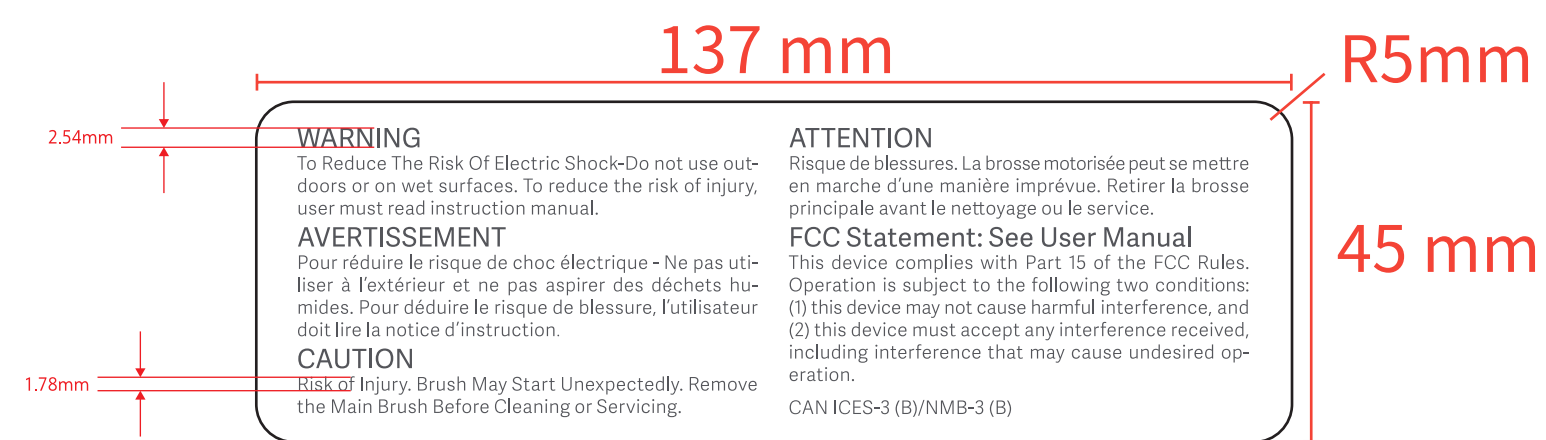 137 mm
R5mm
2.54mm
WARNING
To Reduce The Risk Of Electric Shock-Do not use out-
doors or on wet surfaces. To reduce the risk of injury,
user must read instruction manual.
AVERTISSEMENT
Pour réduire le risque de choc électrique - Ne pas uti-
liser à l'extérieur et ne pas aspirer des déchets hu-
mides. Pour déduire le risque de blessure, l'utilisateur
doit lire la notice d'instruction.
CAUTION
1.78mm
Risk of Injury. Brush May Start Unexpectedly. Remove
the Main Brush Before Cleaning or Servicing.
ATTENTION
Risque de blessures. La brosse motorisée peut se mettre
en marche d'une manière imprévue. Retirer la brosse
principale avant le nettoyage ou le service.
FCC Statement: See User Manual
This device complies with Part 15 of the FCC Rules.
Operation is subject to the following two conditions:
(1) this device may not cause harmful interference, and
(2) this device must accept any interference received,
including interference that may cause undesired op-
eration.
CAN ICES-3 (B)/NMB-3 (B)
45 mm